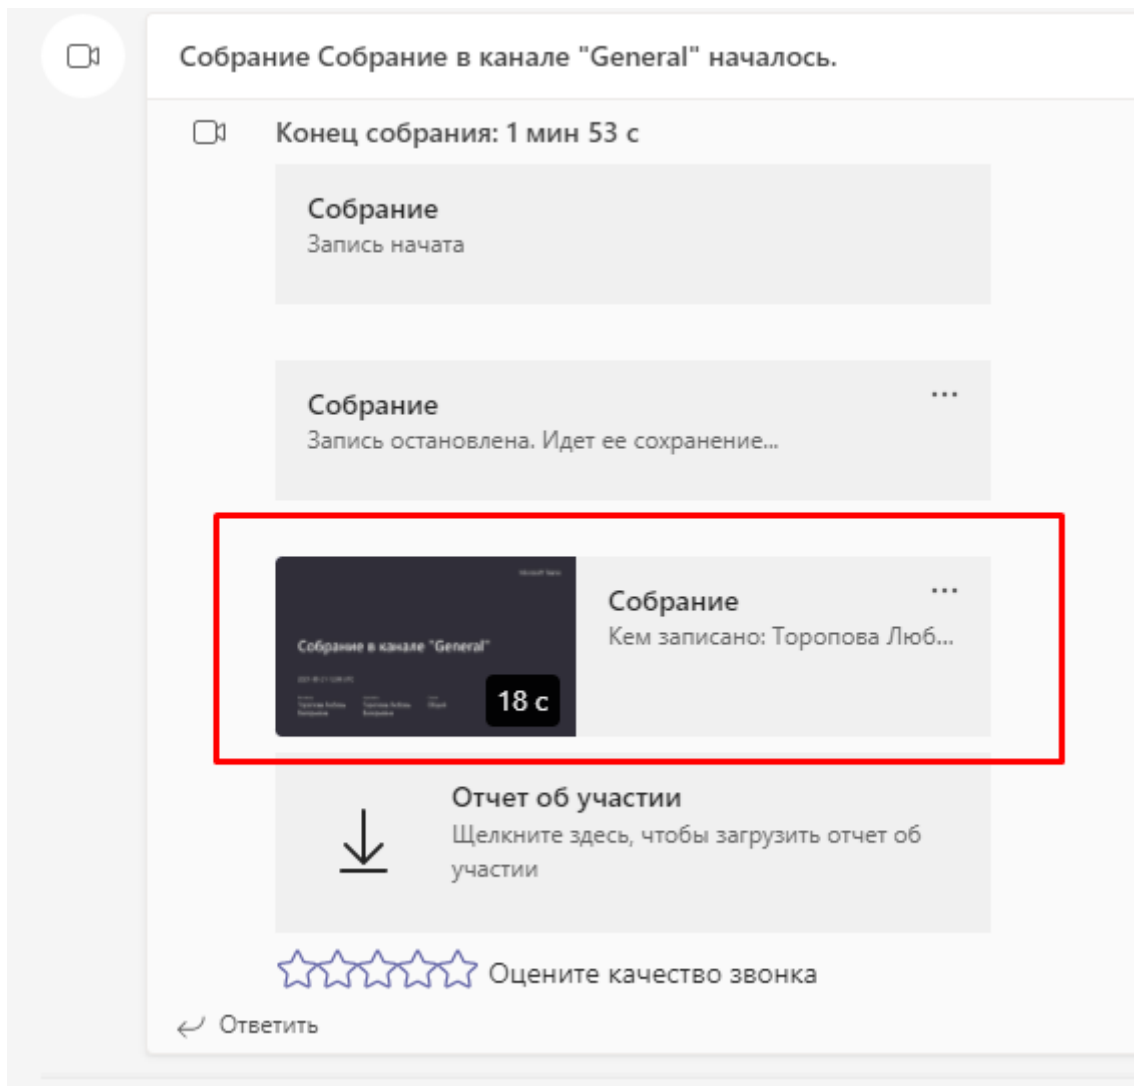 Собрание Собрание в канале "General" началось.
Конец собрания: 1 мин 53 с
Собрание
Запись начата
Собрание
...
Запись остановлена. Идет ее сохранение...
Microsoft Teams
Собрание в канале "General"
18 с
Собрание
...
Кем записано: Торопова Люб...
Отчет об участии
Щелкните здесь, чтобы загрузить отчет об
участии
Оцените качество звонка
Ответить